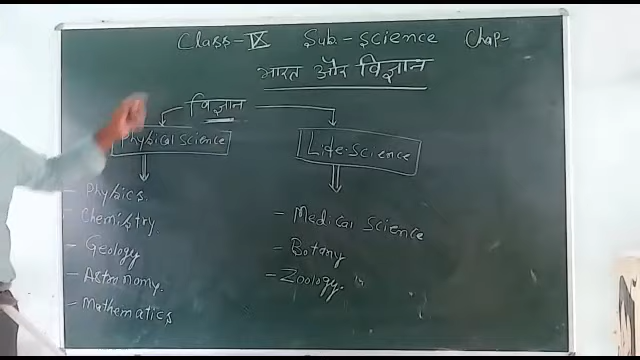 Class-IX Sub-Science Chap-
भारत और विज्ञान
विज्ञान
Physical Science
Life-Science
- Physics.
- Chemistry
- Geology
- Astronomy.
- Mathematics
- Medical Science
- Botany
- Zoology.